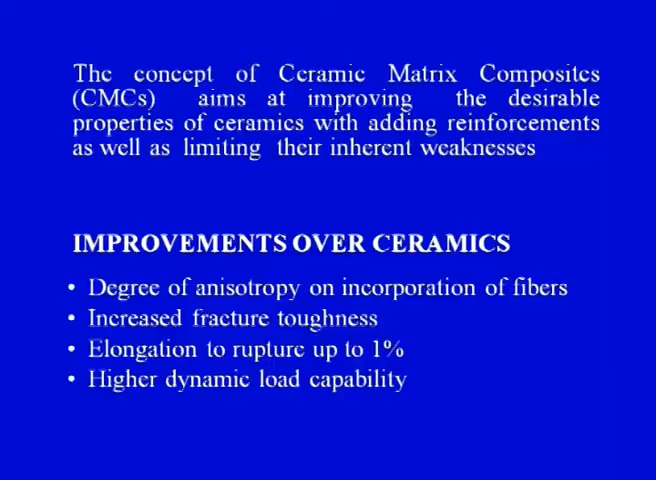 The concept of Ceramic Matrix Composites
(CMCs) aims at improving the desirable
properties of ceramics with adding reinforcements
as well as limiting their inherent weaknesses
IMPROVEMENTS OVER CERAMICS
• Degree of anisotropy on incorporation of fibers
• Increased fracture toughness
• Elongation to rupture up to 1%
• Higher dynamic load capability